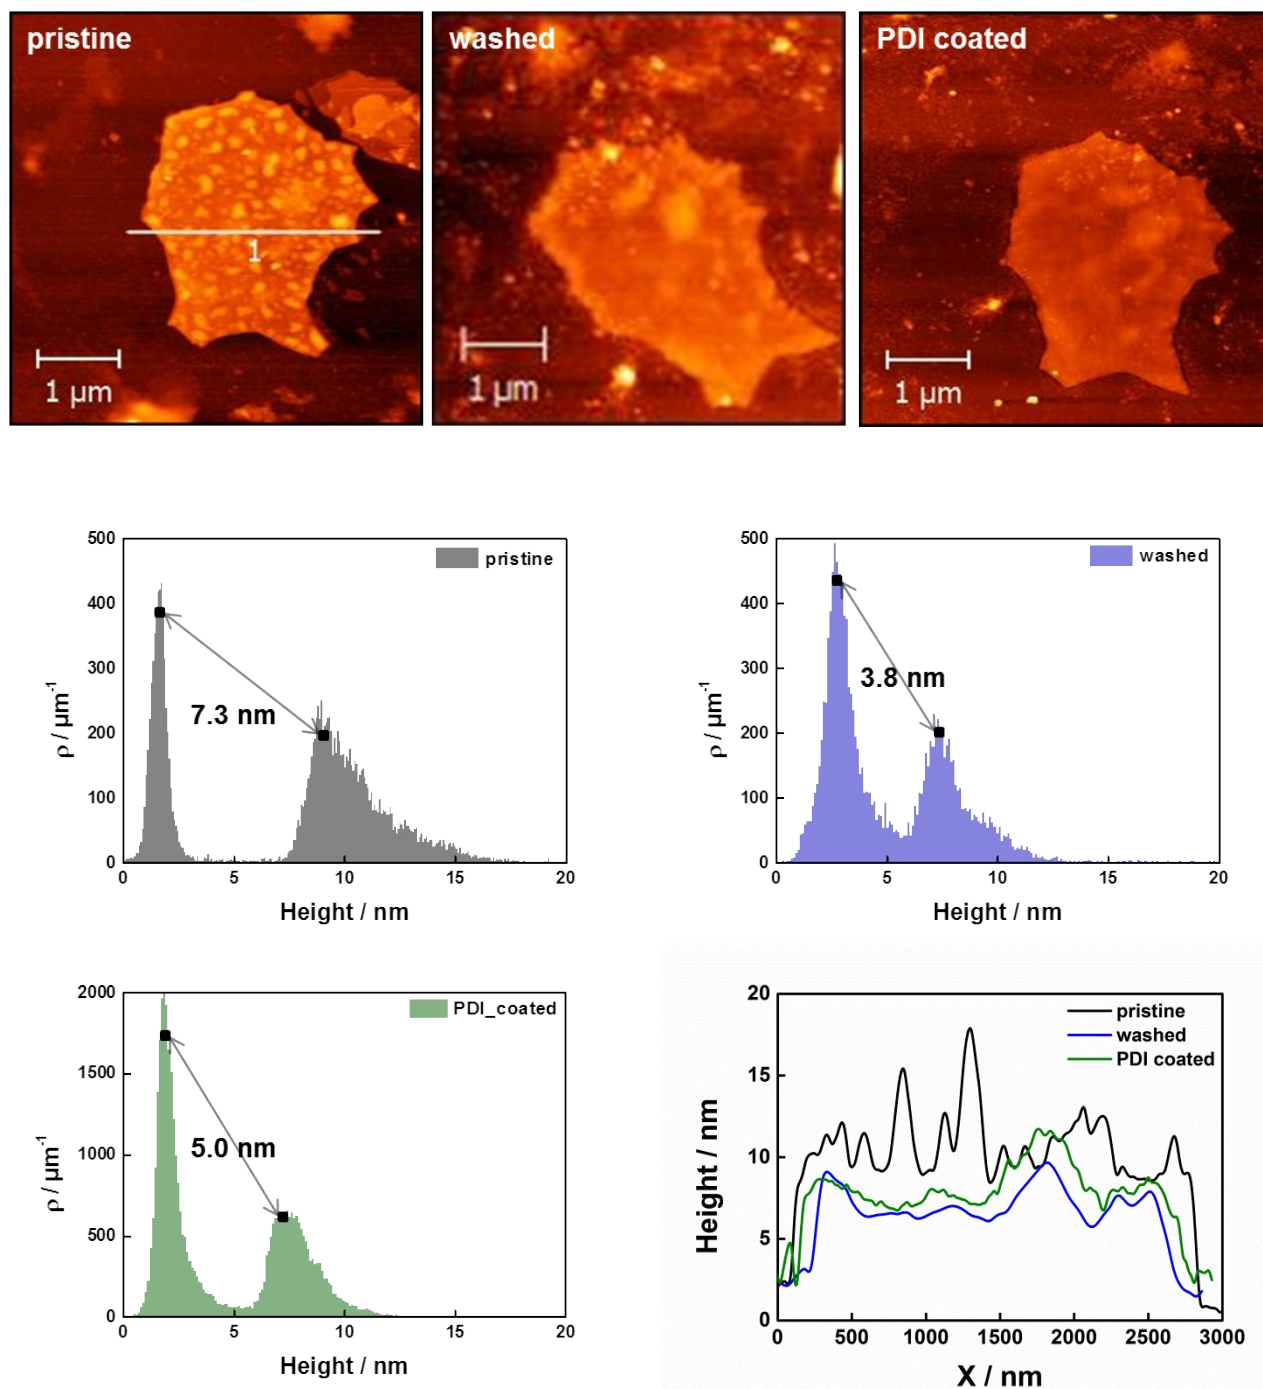 pristine
washed
PDI coated
1
1 µm
1 µm
1 µm
500
400
300
200
100
0
0
5
10
15
20
ρ / µm-1
Height / nm
pristine
7.3 nm
500
400
300
200
100
0
0
5
10
15
20
ρ / µm-1
Height / nm
washed
3.8 nm
2000
1500
1000
500
0
0
5
10
15
20
ρ / µm-1
Height / nm
PDI_coated
5.0 nm
20
15
10
5
0
0
500
1000
1500
2000
2500
3000
Height / nm
X / nm
pristine
washed
PDI coated